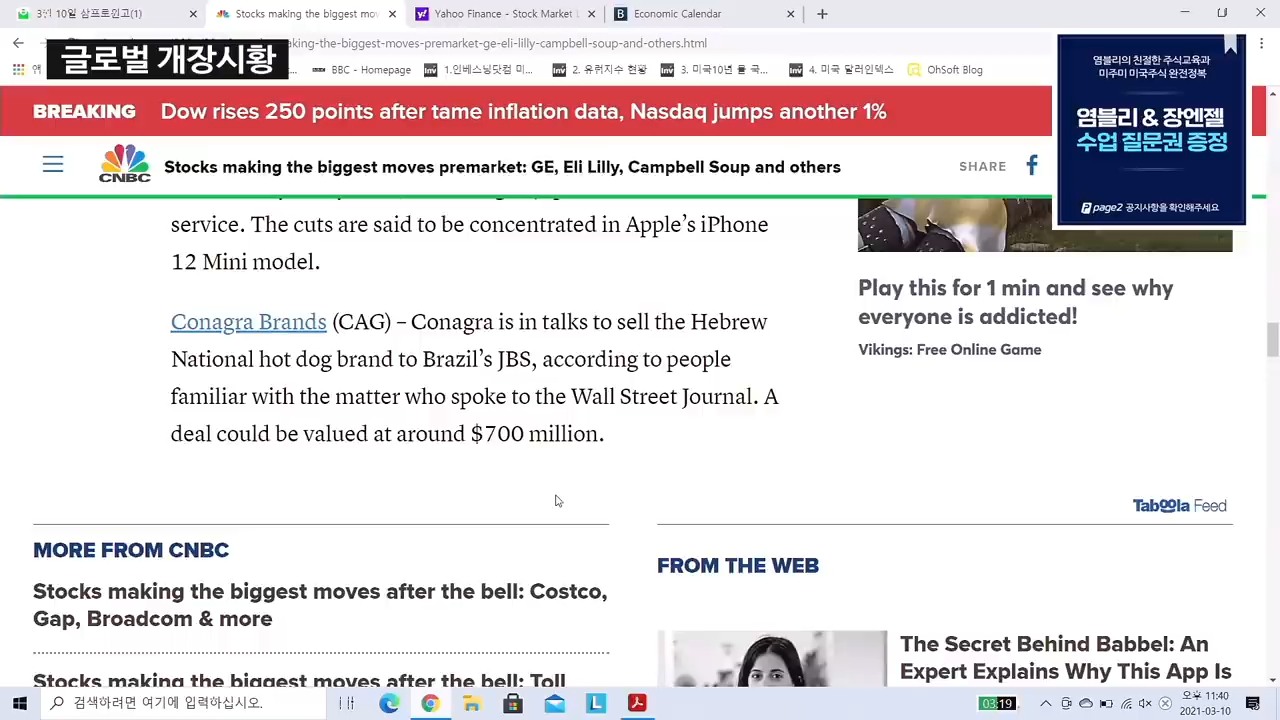 3월 10일 삼프로원고(1)
Stocks making the biggest mov
Yahoo Finance - Stock Market L
Economic Calendar
글로벌 개장시황
aking-the-biggest-moves-premarket-ge-eli-lilly-campbell-soup-and-others.html
BBC - Homepage
1.인베스팅닷컴 미...
2. 유럽지수 현황
3. 미국10년 물 국...
4. 미국 달러인덱스
OhSoft Blog
염블리의 친절한 주식교육과
미주미 미국주식 완전정복
염블리 & 장엔젤
수업 질문권 증정
page2 공지사항을 확인해주세요
BREAKING
Dow rises 250 points after tame inflation data, Nasdaq jumps another 1%
CNBC
Stocks making the biggest moves premarket: GE, Eli Lilly, Campbell Soup and others
SHARE
service. The cuts are said to be concentrated in Apple’s iPhone
12 Mini model.
Conagra Brands (CAG) – Conagra is in talks to sell the Hebrew
National hot dog brand to Brazil’s JBS, according to people
familiar with the matter who spoke to the Wall Street Journal. A
deal could be valued at around $700 million.
Play this for 1 min and see why
everyone is addicted!
Vikings: Free Online Game
Taboola Feed
MORE FROM CNBC
Stocks making the biggest moves after the bell: Costco,
Gap, Broadcom & more
Stocks making the biggest moves after the bell: Toll
FROM THE WEB
The Secret Behind Babbel: An
Expert Explains Why This App Is
검색하려면 여기에 입력하십시오.
03:19
오후 11:40
2021-03-10